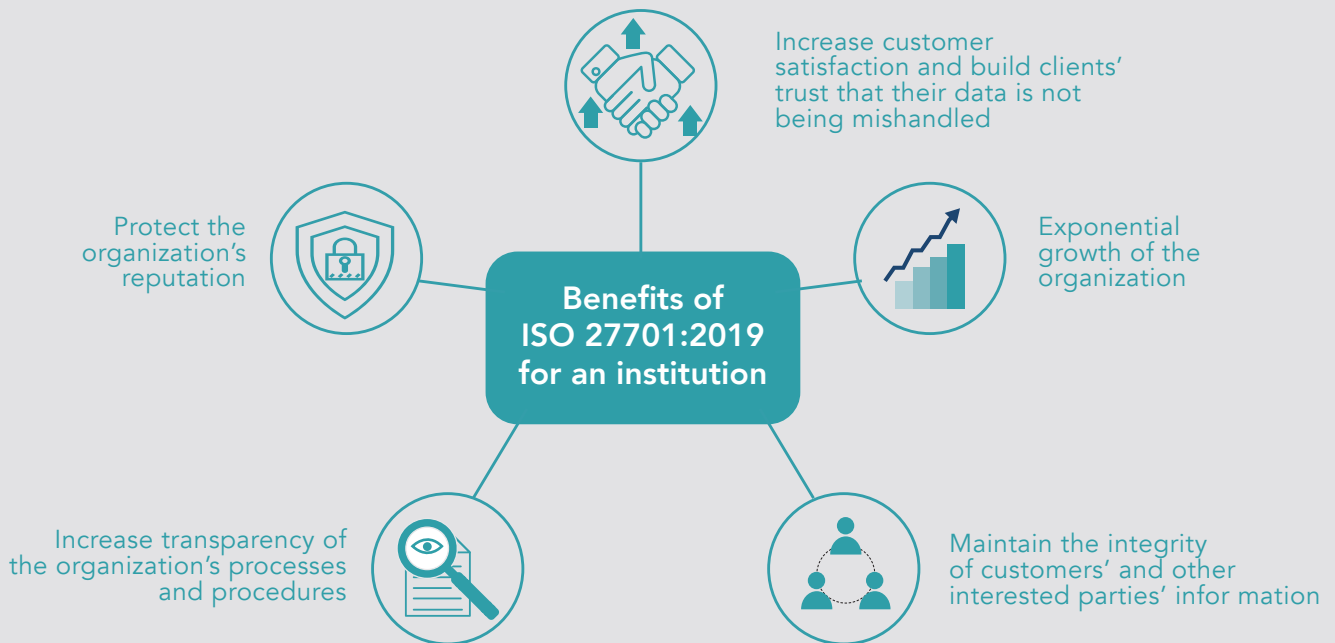 Increase customer
satisfaction and build clients’
trust that their data is not
being mishandled
Protect the
organization’s
reputation
Exponential
growth of the
organization
Benefits of
ISO 27701:2019
for an institution
Increase transparency of
the organization’s processes
and procedures
Maintain the integrity
of customers’ and other
interested parties’ infor mation